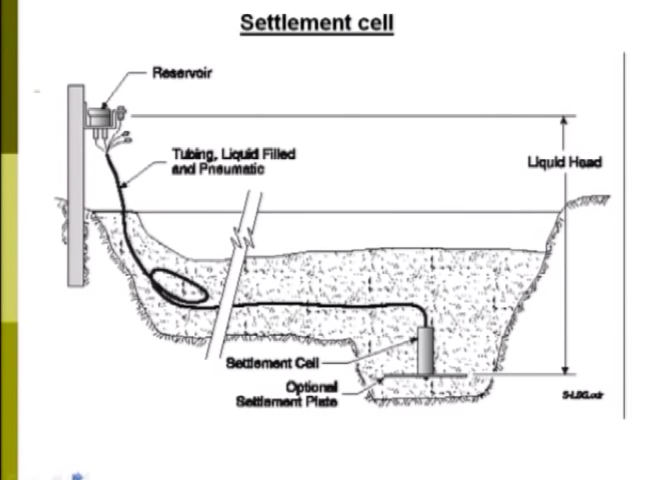 Settlement cell
Reservoir
Tubing, Liquid Filled
and Pneumatic
Liquid Head
Settlement Cell
Optional
Settlement Plate